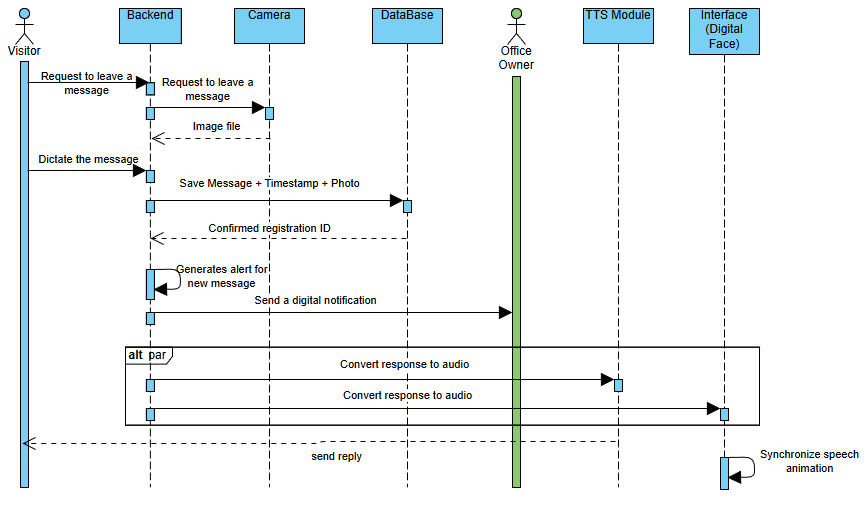 Backend
Camera
DataBase
TTS Module
Interface
(Digital
Face)
Visitor
Office
Owner
Request to leave a
message
Request to leave a
message
Image file
Dictate the message
Save Message + Timestamp + Photo
Confirmed registration ID
Generates alert for
new message
Send a digital notification
alt par
Convert response to audio
Convert response to audio
send reply
Synchronize speech
animation